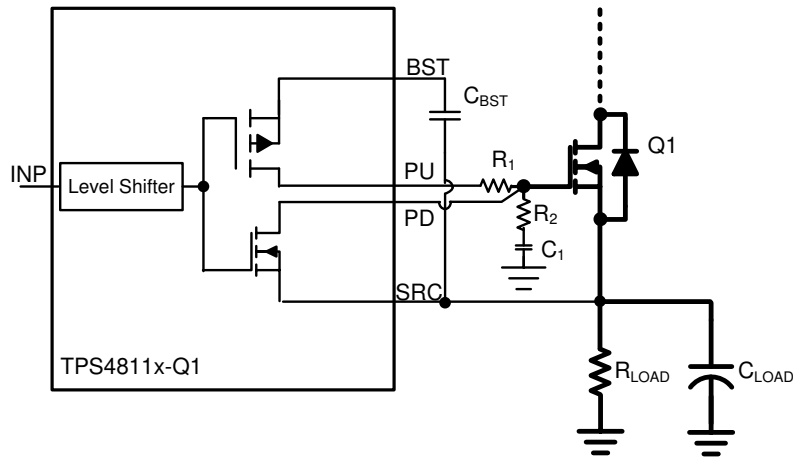 BST
C_BST
Q1
INP
Level Shifter
PU
R_1
PD
R_2
C_1
SRC
TPS4811x-Q1
R_LOAD
C_LOAD